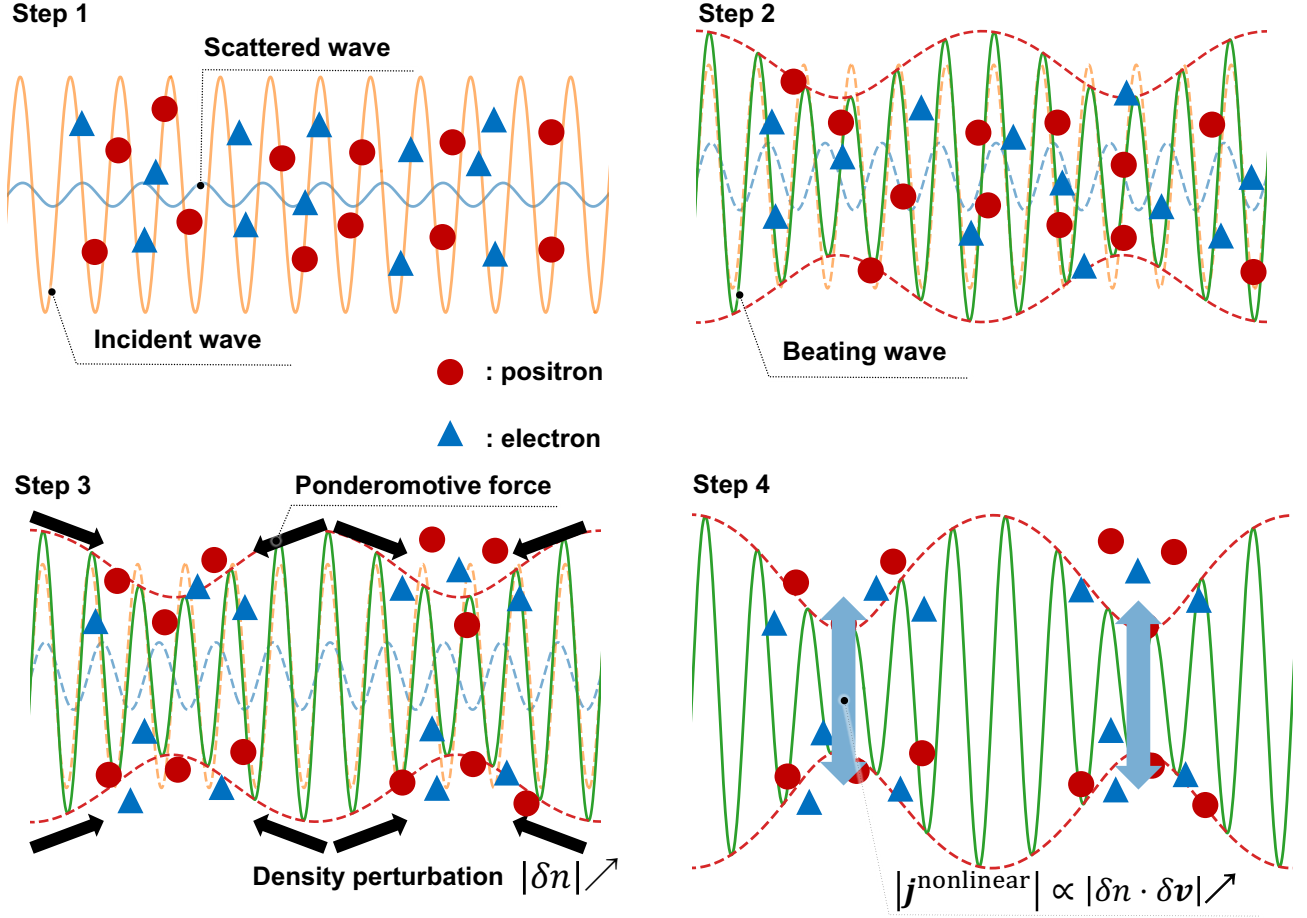 Step 1
Scattered wave
Incident wave
: positron
: electron
Step 2
Beating wave
Step 3
Ponderomotive force
Density perturbation |δn|↗
Step 4
|j^nonlinear| ∝ |δn · δv|↗